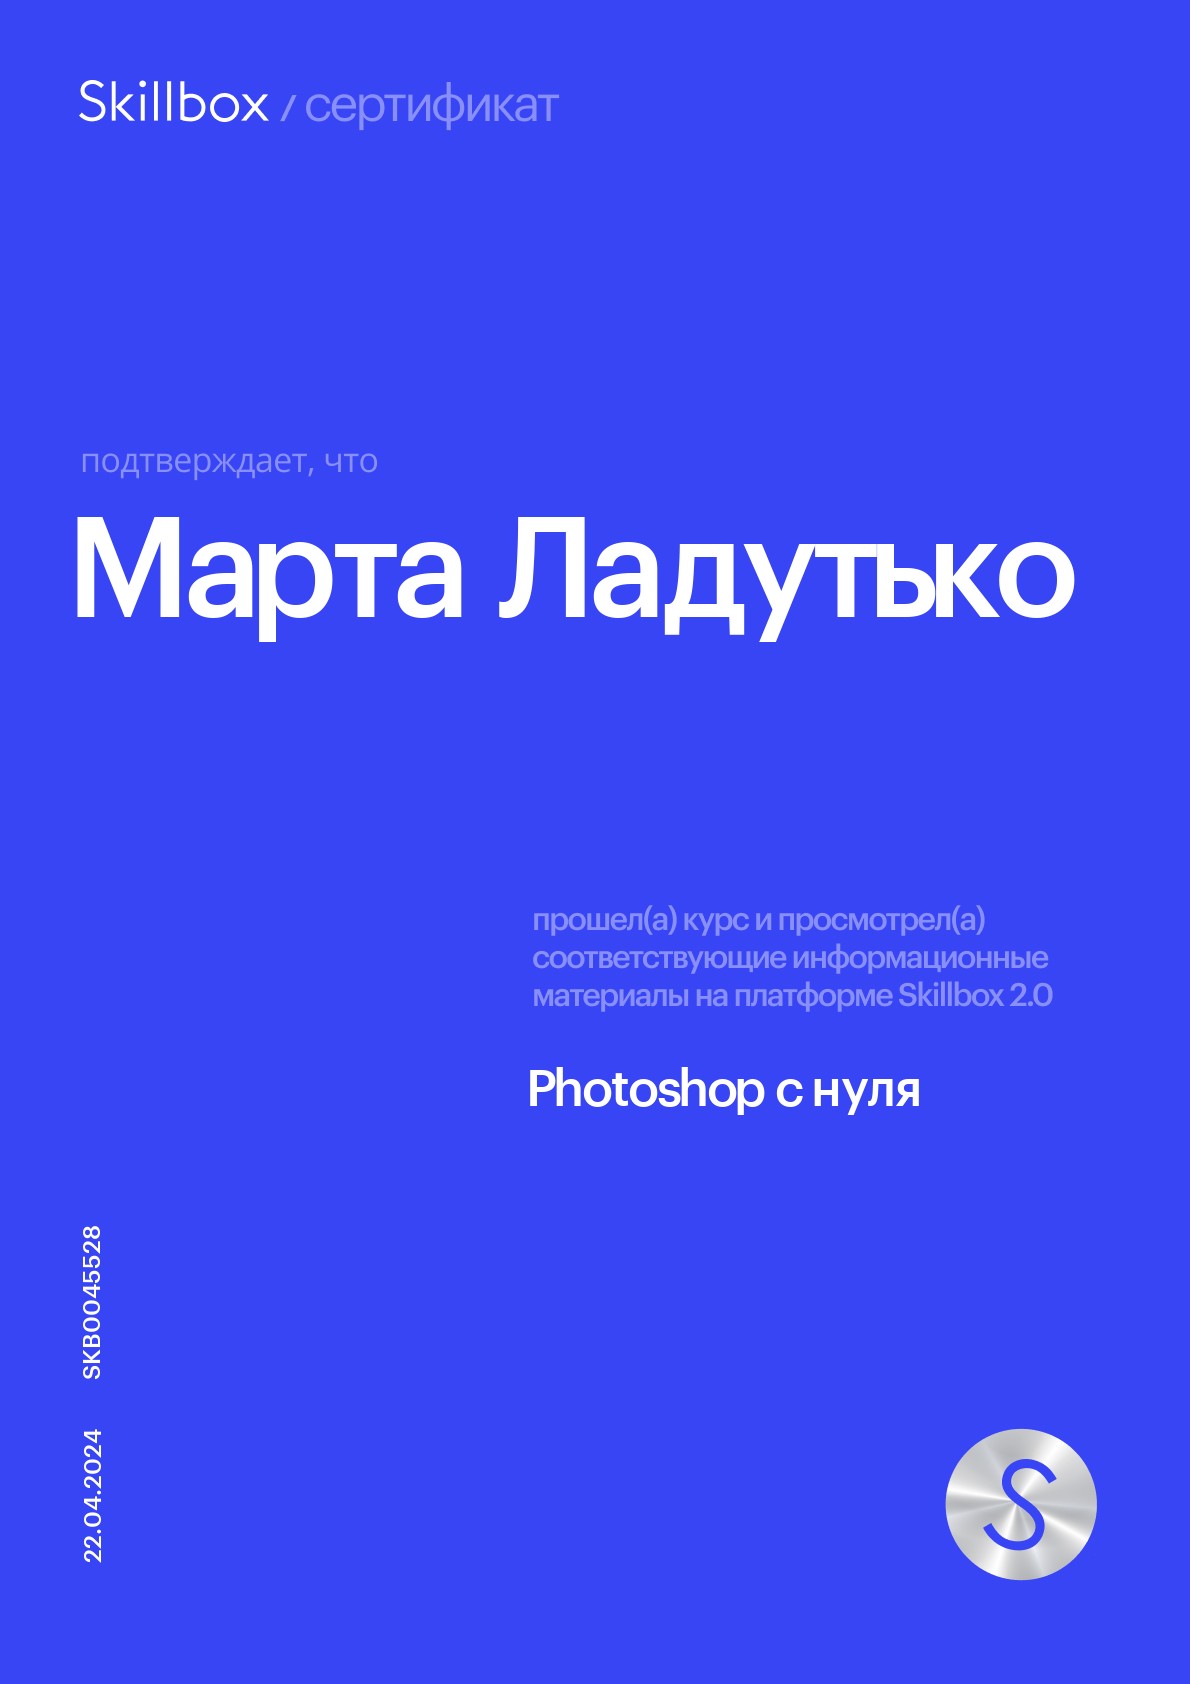 Skillbox / сертификат
подтверждает, что
Марта Ладутько
прошел(а) курс и просмотрел(а)
соответствующие информационные
материалы на платформе Skillbox 2.0
Photoshop с нуля
SKB0045528
22.04.2024
S